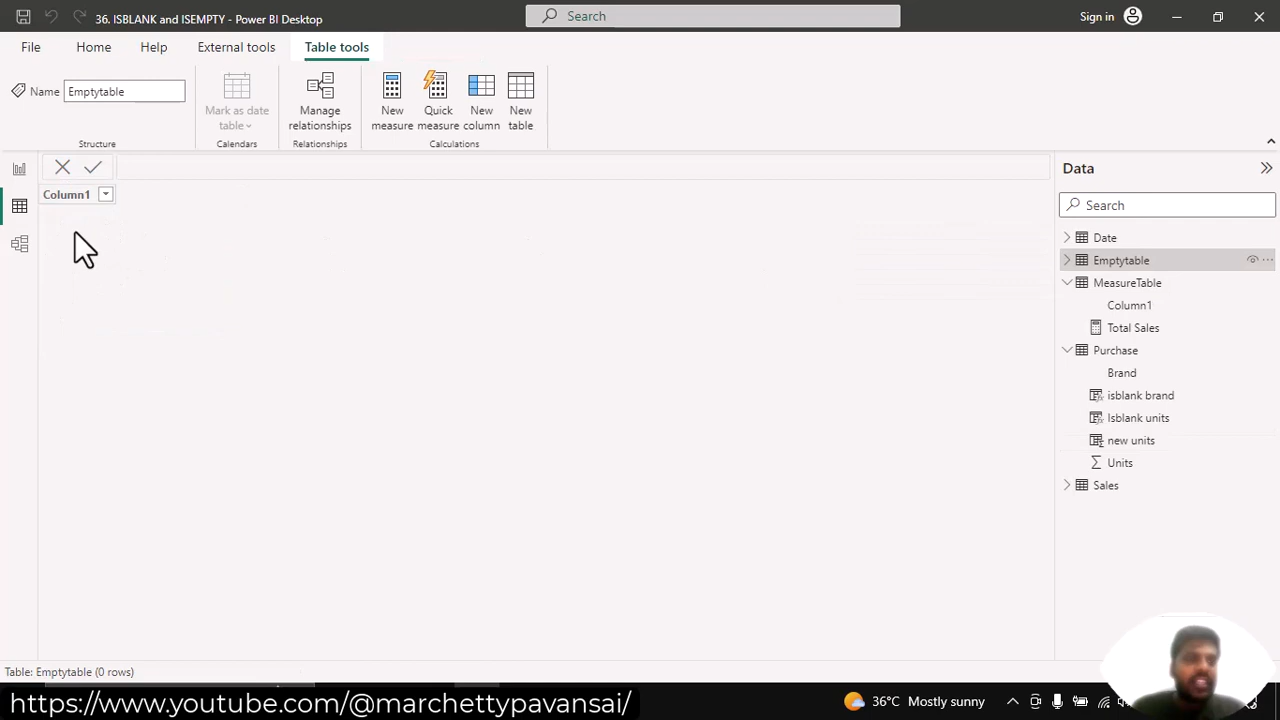 36. ISBLANK and ISEMPTY - Power BI Desktop
Search
Sign in
File
Home
Help
External tools
Table tools
Name
Emptytable
Mark as date
table
Manage
relationships
New
measure
Quick
measure
New
column
New
table
Structure
Calendars
Relationships
Calculations
Column1
Data
Search
Date
Emptytable
MeasureTable
Column1
Total Sales
Purchase
Brand
isblank brand
Isblank units
new units
Units
Sales
Table: Emptytable (0 rows)
https://www.youtube.com/@marchettypavansai/
36°C Mostly sunny